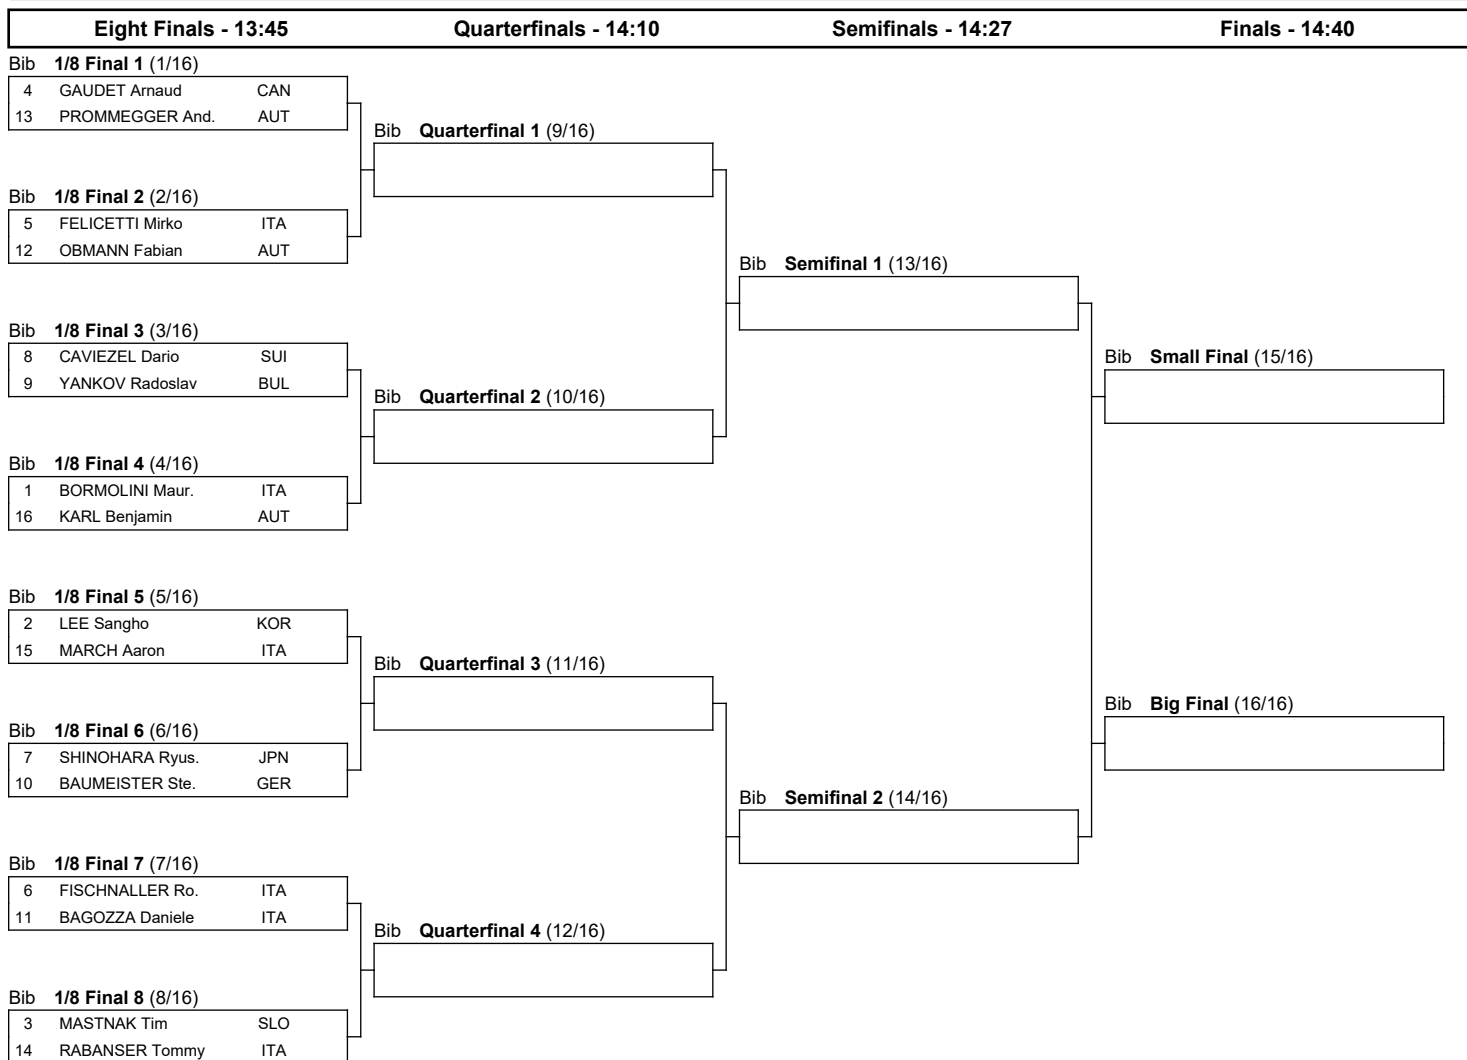 Eight Finals - 13:45 Quarterfinals - 14:10 Semifinals - 14:27 Finals - 14:40
Bib 1/8 Final 1 (1/16)
4 GAUDET Arnaud CAN
13 PROMMEGGER And. AUT
Bib Quarterfinal 1 (9/16)
Bib 1/8 Final 2 (2/16)
5 FELICETTI Mirko ITA
12 OBMANN Fabian AUT
Bib Semifinal 1 (13/16)
Bib 1/8 Final 3 (3/16)
8 CAVIEZEL Dario SUI
9 YANKOV Radoslav BUL
Bib Small Final (15/16)
Bib Quarterfinal 2 (10/16)
Bib 1/8 Final 4 (4/16)
1 BORMOLINI Maur. ITA
16 KARL Benjamin AUT
Bib 1/8 Final 5 (5/16)
2 LEE Sangho KOR
15 MARCH Aaron ITA
Bib Quarterfinal 3 (11/16)
Bib Big Final (16/16)
Bib 1/8 Final 6 (6/16)
7 SHINOHARA Ryus. JPN
10 BAUMEISTER Ste. GER
Bib Semifinal 2 (14/16)
Bib 1/8 Final 7 (7/16)
6 FISCHNALLER Ro. ITA
11 BAGOZZA Daniele ITA
Bib Quarterfinal 4 (12/16)
Bib 1/8 Final 8 (8/16)
3 MASTNAK Tim SLO
14 RABANSER Tommy ITA